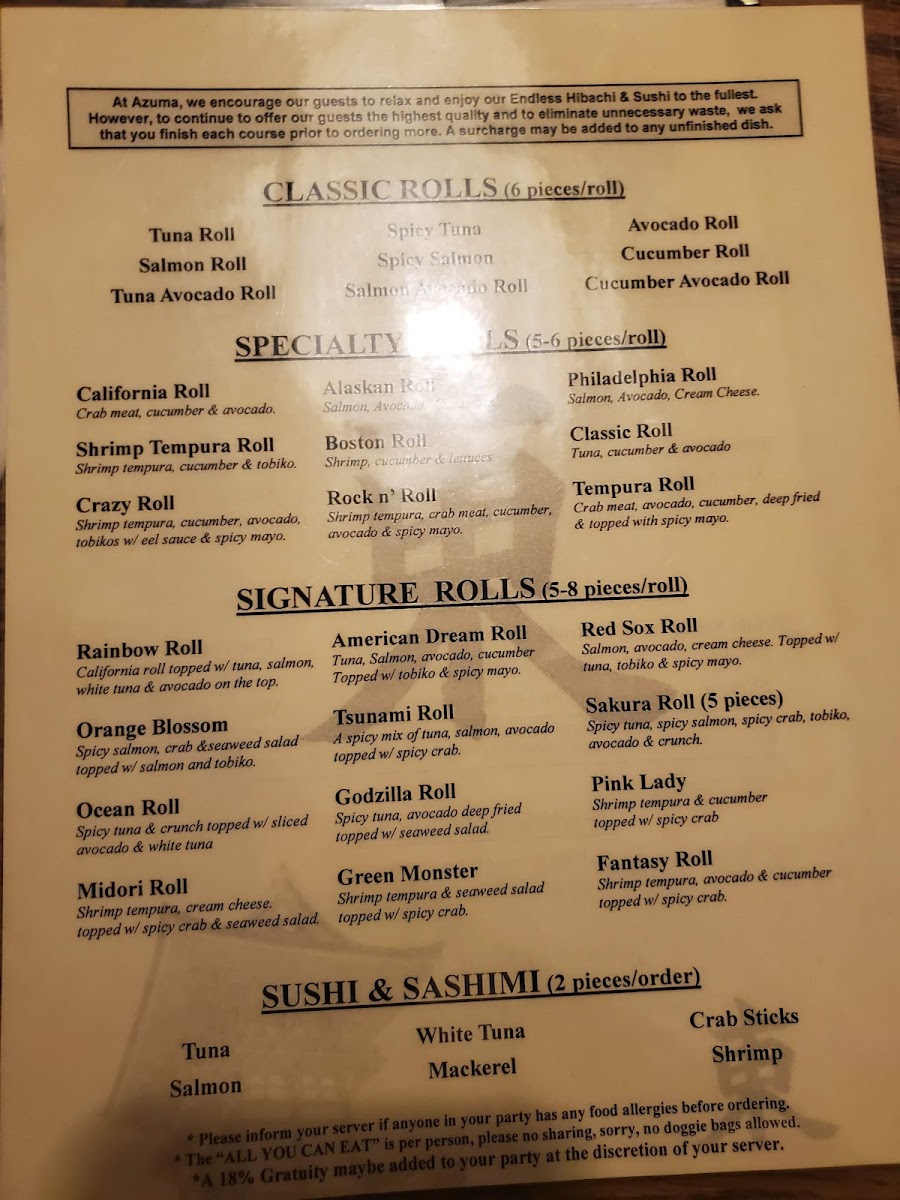 At Azuma, we encourage our guests to relax and enjoy our Endless Hibachi & Sushi to the fullest.
However, to continue to offer our guests the highest quality and to eliminate unnecessary waste, we ask
that you finish each course prior to ordering more. A surcharge may be added to any unfinished dish.
CLASSIC ROLLS (6 pieces/roll)
Tuna Roll
Spicy Tuna
Avocado Roll
Salmon Roll
Spicy Salmon
Cucumber Roll
Tuna Avocado Roll
Salmon Avocado Roll
Cucumber Avocado Roll
SPECIALTY ROLLS (5-6 pieces/roll)
California Roll
Crab meat, cucumber & avocado.
Alaskan Roll
Salmon, Avocado
Philadelphia Roll
Salmon, Avocado, Cream Cheese.
Shrimp Tempura Roll
Shrimp tempura, cucumber & tobiko.
Boston Roll
Shrimp, cucumber & lettuces
Classic Roll
Tuna, cucumber & avocado
Crazy Roll
Shrimp tempura, cucumber, avocado,
tobikos w/ eel sauce & spicy mayo.
Rock n' Roll
Shrimp tempura, crab meat, cucumber,
avocado & spicy mayo.
Tempura Roll
Crab meat, avocado, cucumber, deep fried
& topped with spicy mayo.
SIGNATURE ROLLS (5-8 pieces/roll)
Rainbow Roll
California roll topped w/ tuna, salmon,
white tuna & avocado on the top.
American Dream Roll
Tuna, Salmon, avocado, cucumber
Topped w/ tobiko & spicy mayo.
Red Sox Roll
Salmon, avocado, cream cheese. Topped w/
tuna, tobiko & spicy mayo.
Orange Blossom
Spicy salmon, crab &seaweed salad
topped w/ salmon and tobiko.
Tsunami Roll
A spicy mix of tuna, salmon, avocado
topped w/ spicy crab.
Sakura Roll (5 pieces)
Spicy tuna, spicy salmon, spicy crab, tobiko,
avocado & crunch.
Ocean Roll
Spicy tuna & crunch topped w/ sliced
avocado & white tuna
Godzilla Roll
Spicy tuna, avocado deep fried
topped w/ seaweed salad.
Pink Lady
Shrimp tempura & cucumber
topped w/ spicy crab
Midori Roll
Shrimp tempura, cream cheese.
topped w/ spicy crab & seaweed salad.
Green Monster
Shrimp tempura & seaweed salad
topped w/ spicy crab.
Fantasy Roll
Shrimp tempura, avocado & cucumber
topped w/ spicy crab.
SUSHI & SASHIMI (2 pieces/order)
Tuna
White Tuna
Crab Sticks
Salmon
Mackerel
Shrimp
* Please inform your server if anyone in your party has any food allergies before ordering,
* The “ALL YOU CAN EAT” is per person, please no sharing, sorry, no doggie bags allowed.
*A 18% Gratuity maybe added to your party at the discretion of your server.
東
東